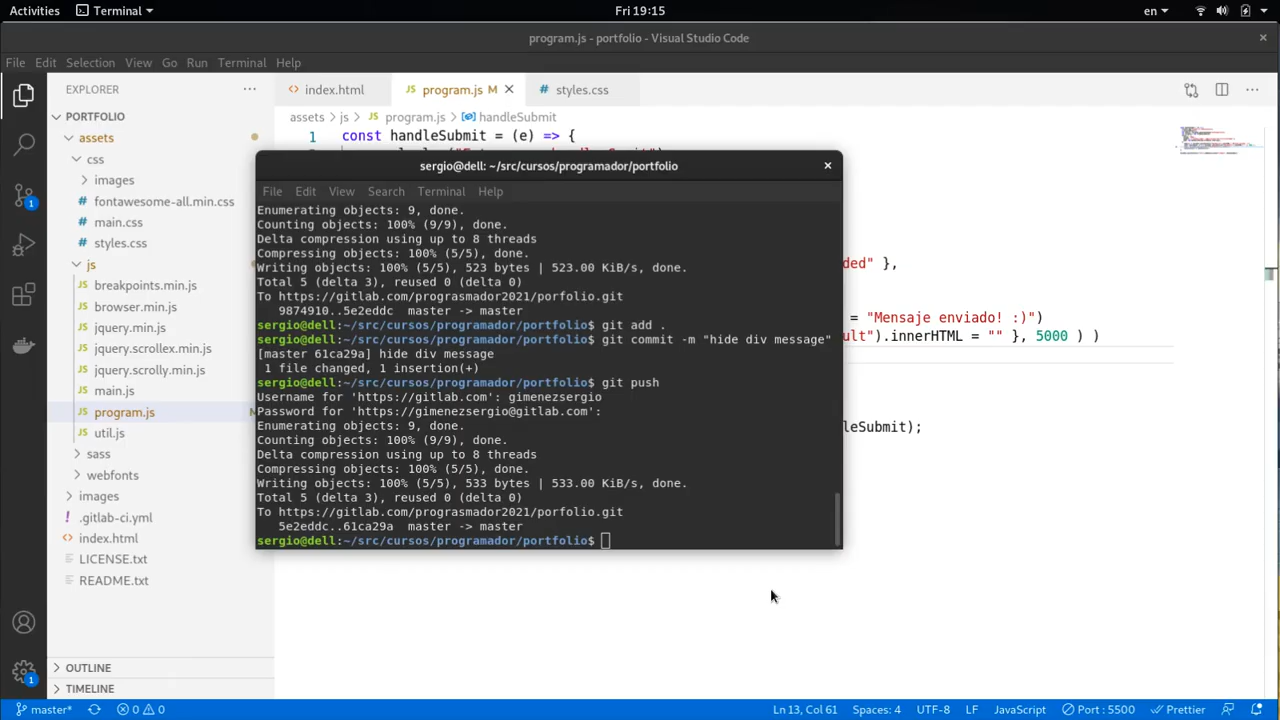 Activities
Terminal
Fri 19:15
en
program.js - portfolio - Visual Studio Code
File Edit Selection View Go Run Terminal Help
EXPLORER
PORTFOLIO
assets
css
images
fontawesome-all.min.css
main.css
styles.css
js
breakpoints.min.js
browser.min.js
jquery.min.js
jquery.scrollex.min.js
jquery.scrolly.min.js
main.js
program.js
util.js
sass
webfonts
images
.gitlab-ci.yml
index.html
LICENSE.txt
README.txt
OUTLINE
TIMELINE
1
1
index.html
JS program.js M
styles.css
assets > js > JS program.js > handleSubmit
1 const handleSubmit = (e) => {
ded" },
= "Mensaje enviado! :)")
ult").innerHTML = "" }, 5000 ) )
leSubmit);
sergio@dell: ~/src/cursos/programador/portfolio
File Edit View Search Terminal Help
Enumerating objects: 9, done.
Counting objects: 100% (9/9), done.
Delta compression using up to 8 threads
Compressing objects: 100% (5/5), done.
Writing objects: 100% (5/5), 523 bytes | 523.00 KiB/s, done.
Total 5 (delta 3), reused 0 (delta 0)
To https://gitlab.com/prograsmador2021/porfolio.git
9874910..5e2eddc master -> master
sergio@dell:~/src/cursos/programador/portfolio$ git add .
sergio@dell:~/src/cursos/programador/portfolio$ git commit -m "hide div message"
[master 61ca29a] hide div message
1 file changed, 1 insertion(+)
sergio@dell:~/src/cursos/programador/portfolio$ git push
Username for 'https://gitlab.com': gimenezsergio
Password for 'https://gimenezsergio@gitlab.com':
Enumerating objects: 9, done.
Counting objects: 100% (9/9), done.
Delta compression using up to 8 threads
Compressing objects: 100% (5/5), done.
Writing objects: 100% (5/5), 533 bytes | 533.00 KiB/s, done.
Total 5 (delta 3), reused 0 (delta 0)
To https://gitlab.com/prograsmador2021/porfolio.git
5e2eddc..61ca29a master -> master
sergio@dell:~/src/cursos/programador/portfolio$
master* 0 0 Ln 13, Col 61 Spaces: 4 UTF-8 LF JavaScript Port : 5500 Prettier